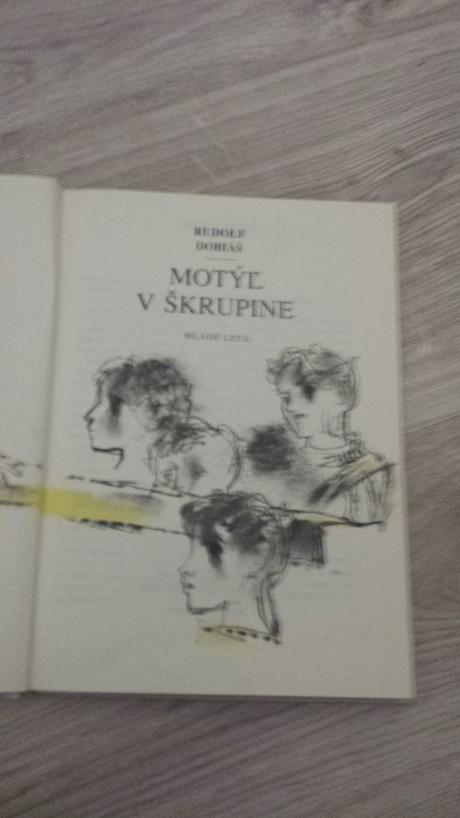 RUDOLF
DOBIÁŠ
MOTÝĽ
V ŠKRUPINE
MLADÉ LETÁ